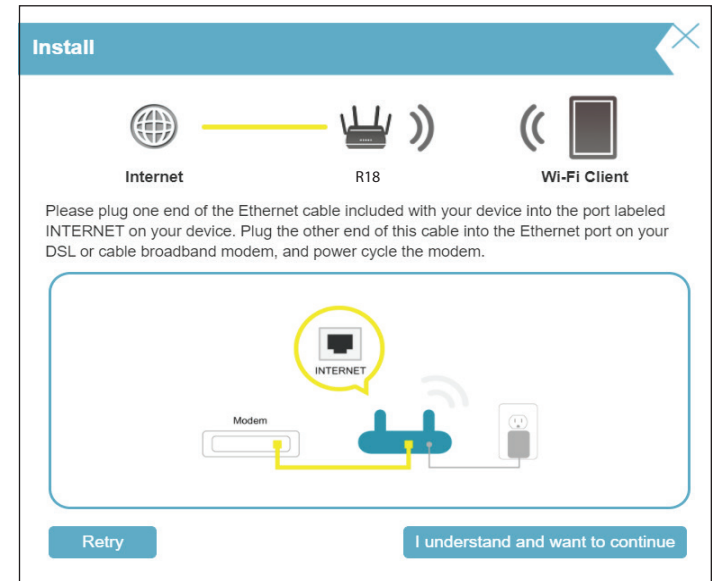 Install
Internet
R18
Wi-Fi Client
Please plug one end of the Ethernet cable included with your device into the port labeled
INTERNET on your device. Plug the other end of this cable into the Ethernet port on your
DSL or cable broadband modem, and power cycle the modem.
INTERNET
Modem
Retry
I understand and want to continue